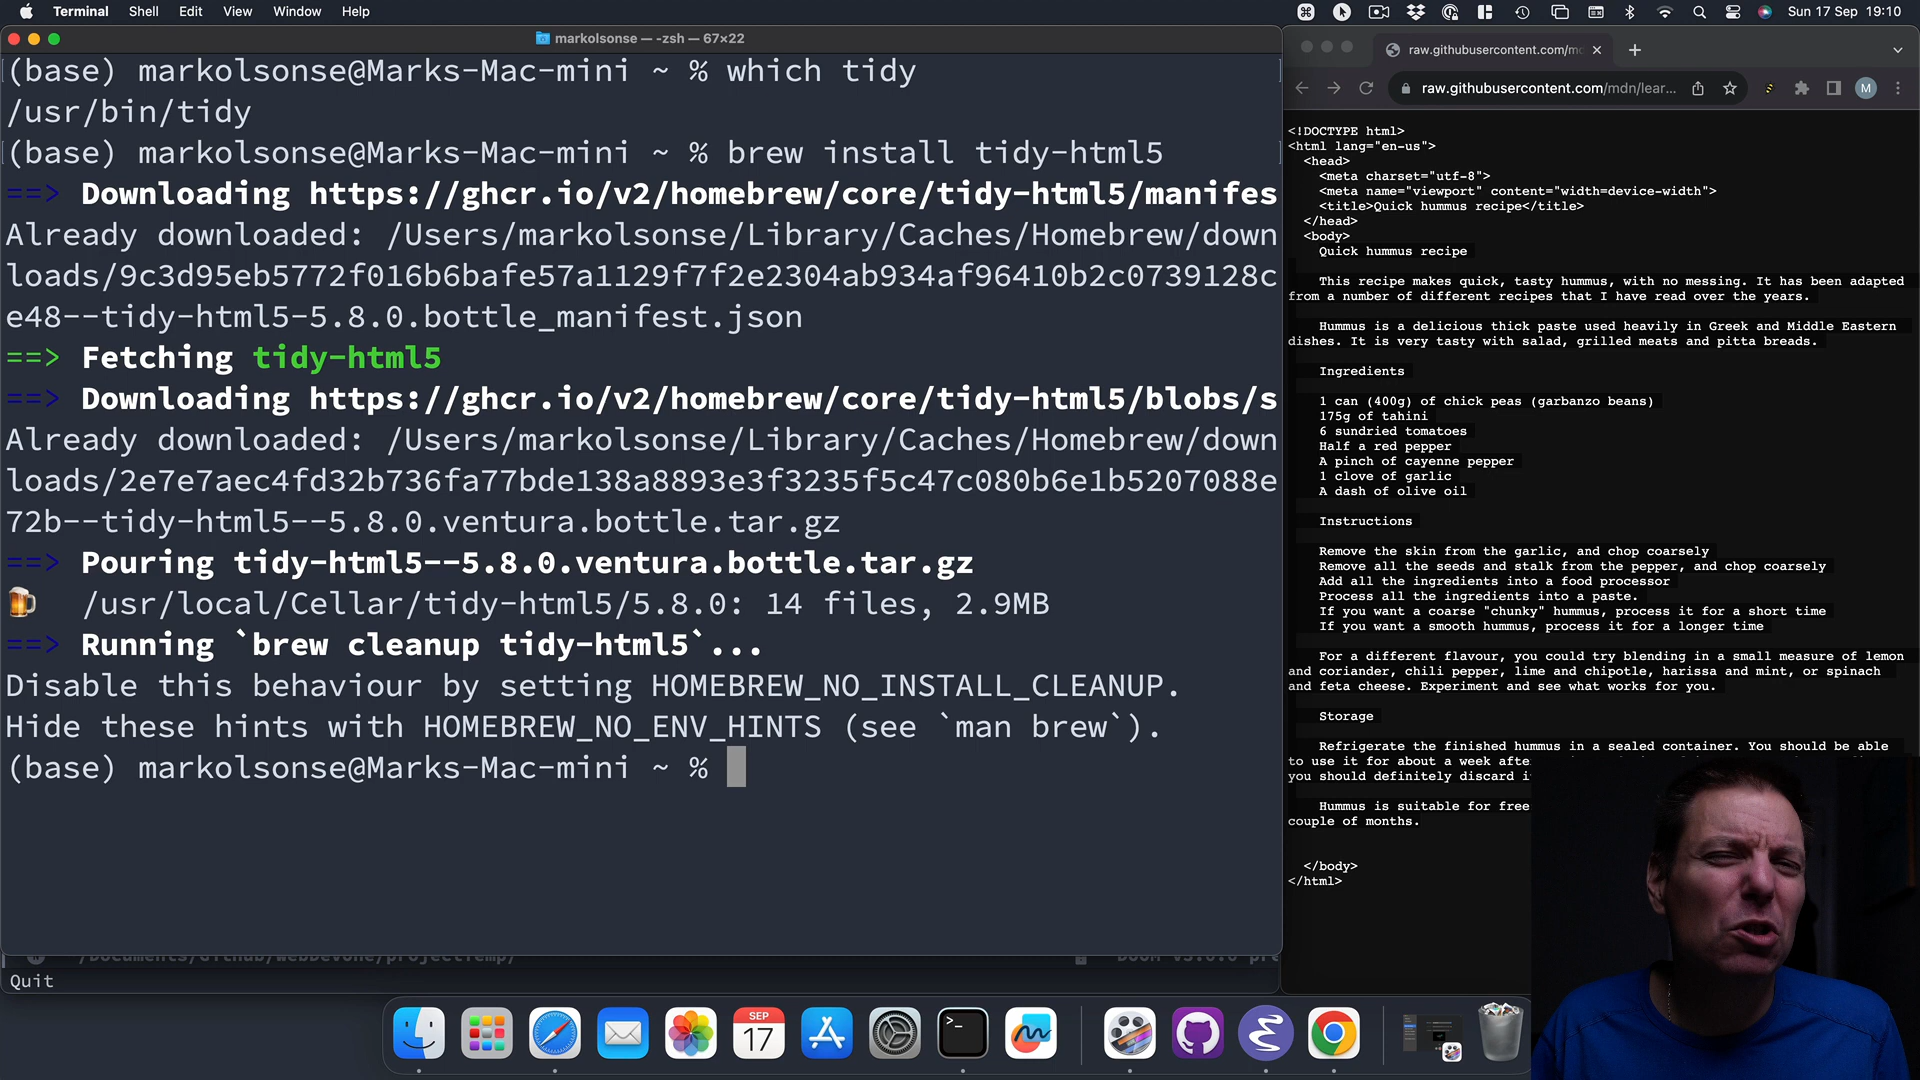 Terminal Shell Edit View Window Help
Sun 17 Sep 19:10
markolsonse — -zsh — 67×22
(base) markolsonse@Marks-Mac-mini ~ % which tidy
/usr/bin/tidy
(base) markolsonse@Marks-Mac-mini ~ % brew install tidy-html5
==> Downloading https://ghcr.io/v2/homebrew/core/tidy-html5/manifes
Already downloaded: /Users/markolsonse/Library/Caches/Homebrew/down
loads/9c3d95eb5772f016b6bafe57a1129f7f2e2304ab934af96410b2c0739128c
e48--tidy-html5-5.8.0.bottle_manifest.json
==> Fetching tidy-html5
==> Downloading https://ghcr.io/v2/homebrew/core/tidy-html5/blobs/s
Already downloaded: /Users/markolsonse/Library/Caches/Homebrew/down
loads/2e7e7aec4fd32b736fa77bde138a8893e3f3235f5c47c080b6e1b5207088e
72b--tidy-html5--5.8.0.ventura.bottle.tar.gz
==> Pouring tidy-html5--5.8.0.ventura.bottle.tar.gz
/usr/local/Cellar/tidy-html5/5.8.0: 14 files, 2.9MB
==> Running `brew cleanup tidy-html5`...
Disable this behaviour by setting HOMEBREW_NO_INSTALL_CLEANUP.
Hide these hints with HOMEBREW_NO_ENV_HINTS (see `man brew`).
(base) markolsonse@Marks-Mac-mini ~ %
Quit
raw.githubusercontent.com/m
raw.githubusercontent.com/mdn/lear...
M
<!DOCTYPE html>
<html lang="en-us">
<head>
<meta charset="utf-8">
<meta name="viewport" content="width=device-width">
<title>Quick hummus recipe</title>
</head>
<body>
Quick hummus recipe
This recipe makes quick, tasty hummus, with no messing. It has been adapted
from a number of different recipes that I have read over the years.
Hummus is a delicious thick paste used heavily in Greek and Middle Eastern
dishes. It is very tasty with salad, grilled meats and pitta breads.
Ingredients
1 can (400g) of chick peas (garbanzo beans)
175g of tahini
6 sundried tomatoes
Half a red pepper
A pinch of cayenne pepper
1 clove of garlic
A dash of olive oil
Instructions
Remove the skin from the garlic, and chop coarsely
Remove all the seeds and stalk from the pepper, and chop coarsely
Add all the ingredients into a food processor
Process all the ingredients into a paste.
If you want a coarse "chunky" hummus, process it for a short time
If you want a smooth hummus, process it for a longer time
For a different flavour, you could try blending in a small measure of lemon
and coriander, chili pepper, lime and chipotle, harissa and mint, or spinach
and feta cheese. Experiment and see what works for you.
Storage
Refrigerate the finished hummus in a sealed container. You should be able
to use it for about a week after
you should definitely discard i
Hummus is suitable for free
couple of months.
</body>
</html>
SEP
17